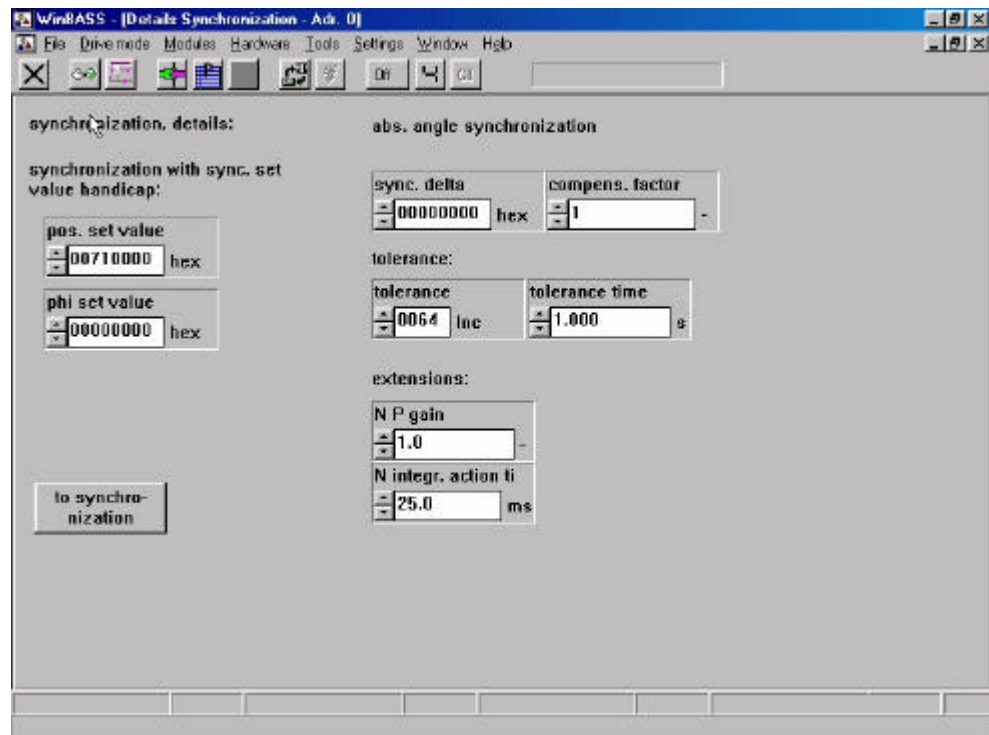 WinBASS - [Details Synchronization - Adr. 0]
File Drive mode Modules Hardware Tools Settings Window Help
Off
synchronization, details:
abs. angle synchronization
synchronization with sync. set
value handicap:
sync. delta
compens. factor
00000000 hex
1 -
pos. set value
00710000 hex
tolerance:
phi set value
00000000 hex
tolerance
tolerance time
0064 Inc
1.000 s
extensions:
N P gain
1.0 -
N integr. action ti
25.0 ms
to synchro-
nization